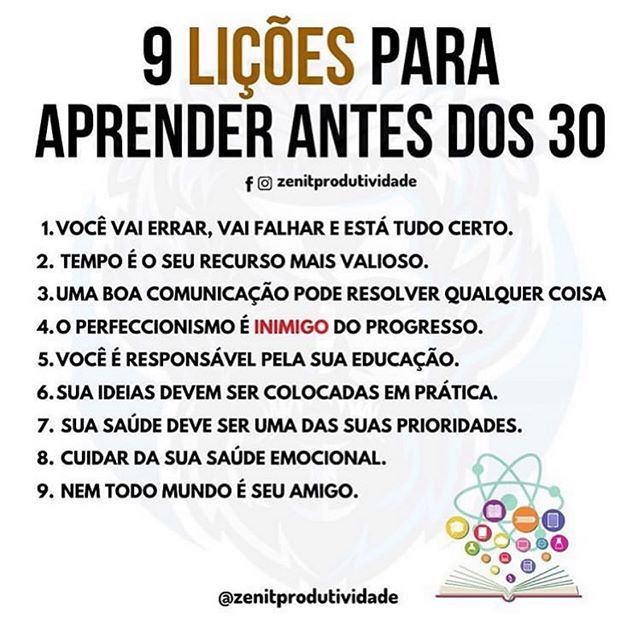 9 LIÇÕES PARA
APRENDER ANTES DOS 30
zenitprodutividade
1. VOCÊ VAI ERRAR, VAI FALHAR E ESTÁ TUDO CERTO.
2. TEMPO É O SEU RECURSO MAIS VALIOSO.
3. UMA BOA COMUNICAÇÃO PODE RESOLVER QUALQUER COISA
4. O PERFECCIONISMO É INIMIGO DO PROGRESSO.
5. VOCÊ É RESPONSÁVEL PELA SUA EDUCAÇÃO.
6. SUA IDEIAS DEVEM SER COLOCADAS EM PRÁTICA.
7. SUA SAÚDE DEVE SER UMA DAS SUAS PRIORIDADES.
8. CUIDAR DA SUA SAÚDE EMOCIONAL.
9. NEM TODO MUNDO É SEU AMIGO.
@zenitprodutividade